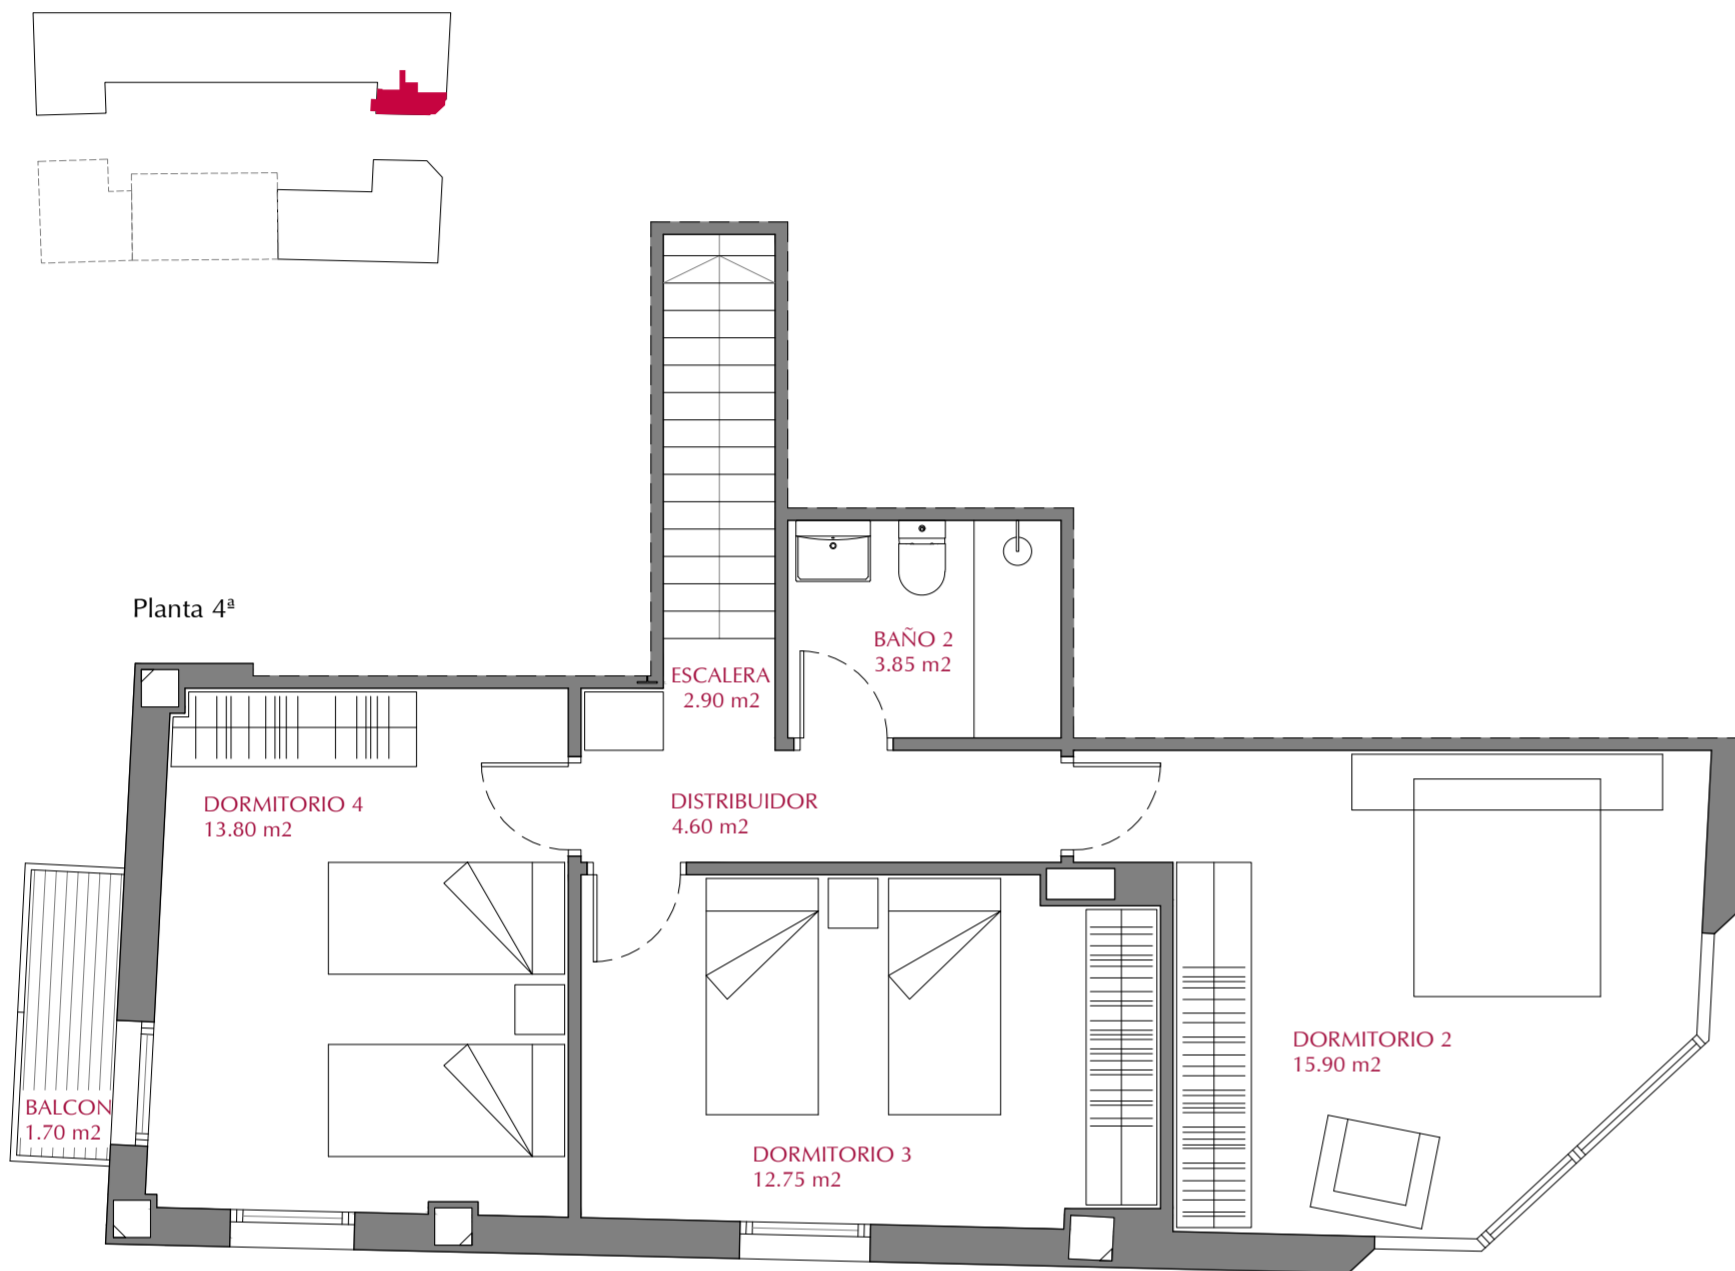 Planta 4ª
BAÑO 2
3.85 m2
ESCALERA
2.90 m2
DORMITORIO 4
13.80 m2
DISTRIBUIDOR
4.60 m2
DORMITORIO 2
15.90 m2
BALCON
1.70 m2
DORMITORIO 3
12.75 m2